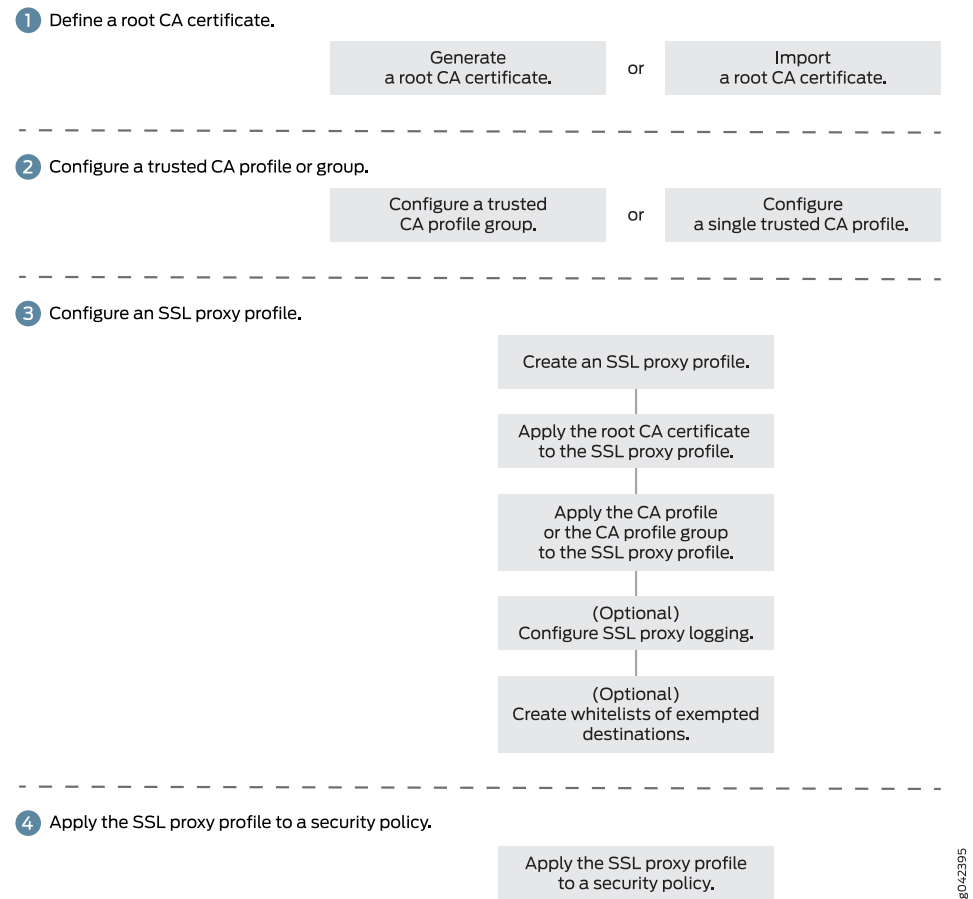 1 Define a root CA certificate.
Generate
a root CA certificate.
or
Import
a root CA certificate.
2 Configure a trusted CA profile or group.
Configure a trusted
CA profile group.
or
Configure
a single trusted CA profile.
3 Configure an SSL proxy profile.
Create an SSL proxy profile.
Apply the root CA certificate
to the SSL proxy profile.
Apply the CA profile
or the CA profile group
to the SSL proxy profile.
(Optional)
Configure SSL proxy logging.
(Optional)
Create whitelists of exempted
destinations.
4 Apply the SSL proxy profile to a security policy.
Apply the SSL proxy profile
to a security policy.
g042395